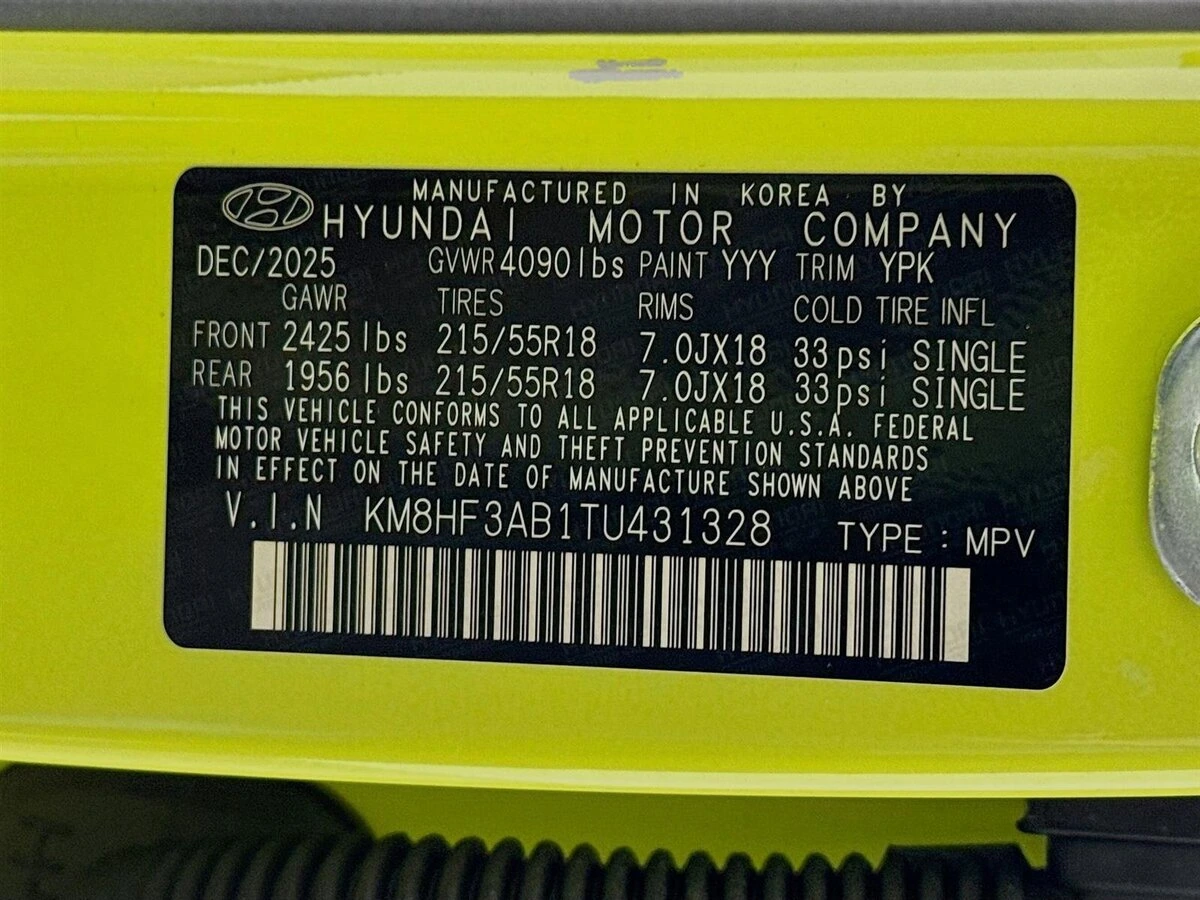 MANUFACTURED IN KOREA BY
HYUNDAI MOTOR COMPANY
DEC/2025 GVWR 4090lbs PAINT YYY TRIM YPK
GAWR TIRES RIMS COLD TIRE INFL
FRONT 2425 lbs 215/55R18 7.0JX18 33psi SINGLE
REAR 1956 lbs 215/55R18 7.0JX18 33psi SINGLE
THIS VEHICLE CONFORMS TO ALL APPLICABLE U.S.A. FEDERAL
MOTOR VEHICLE SAFETY AND THEFT PREVENTION STANDARDS
IN EFFECT ON THE DATE OF MANUFACTURE SHOWN ABOVE
V.I.N KM8HF3AB1TU431328 TYPE : MPV